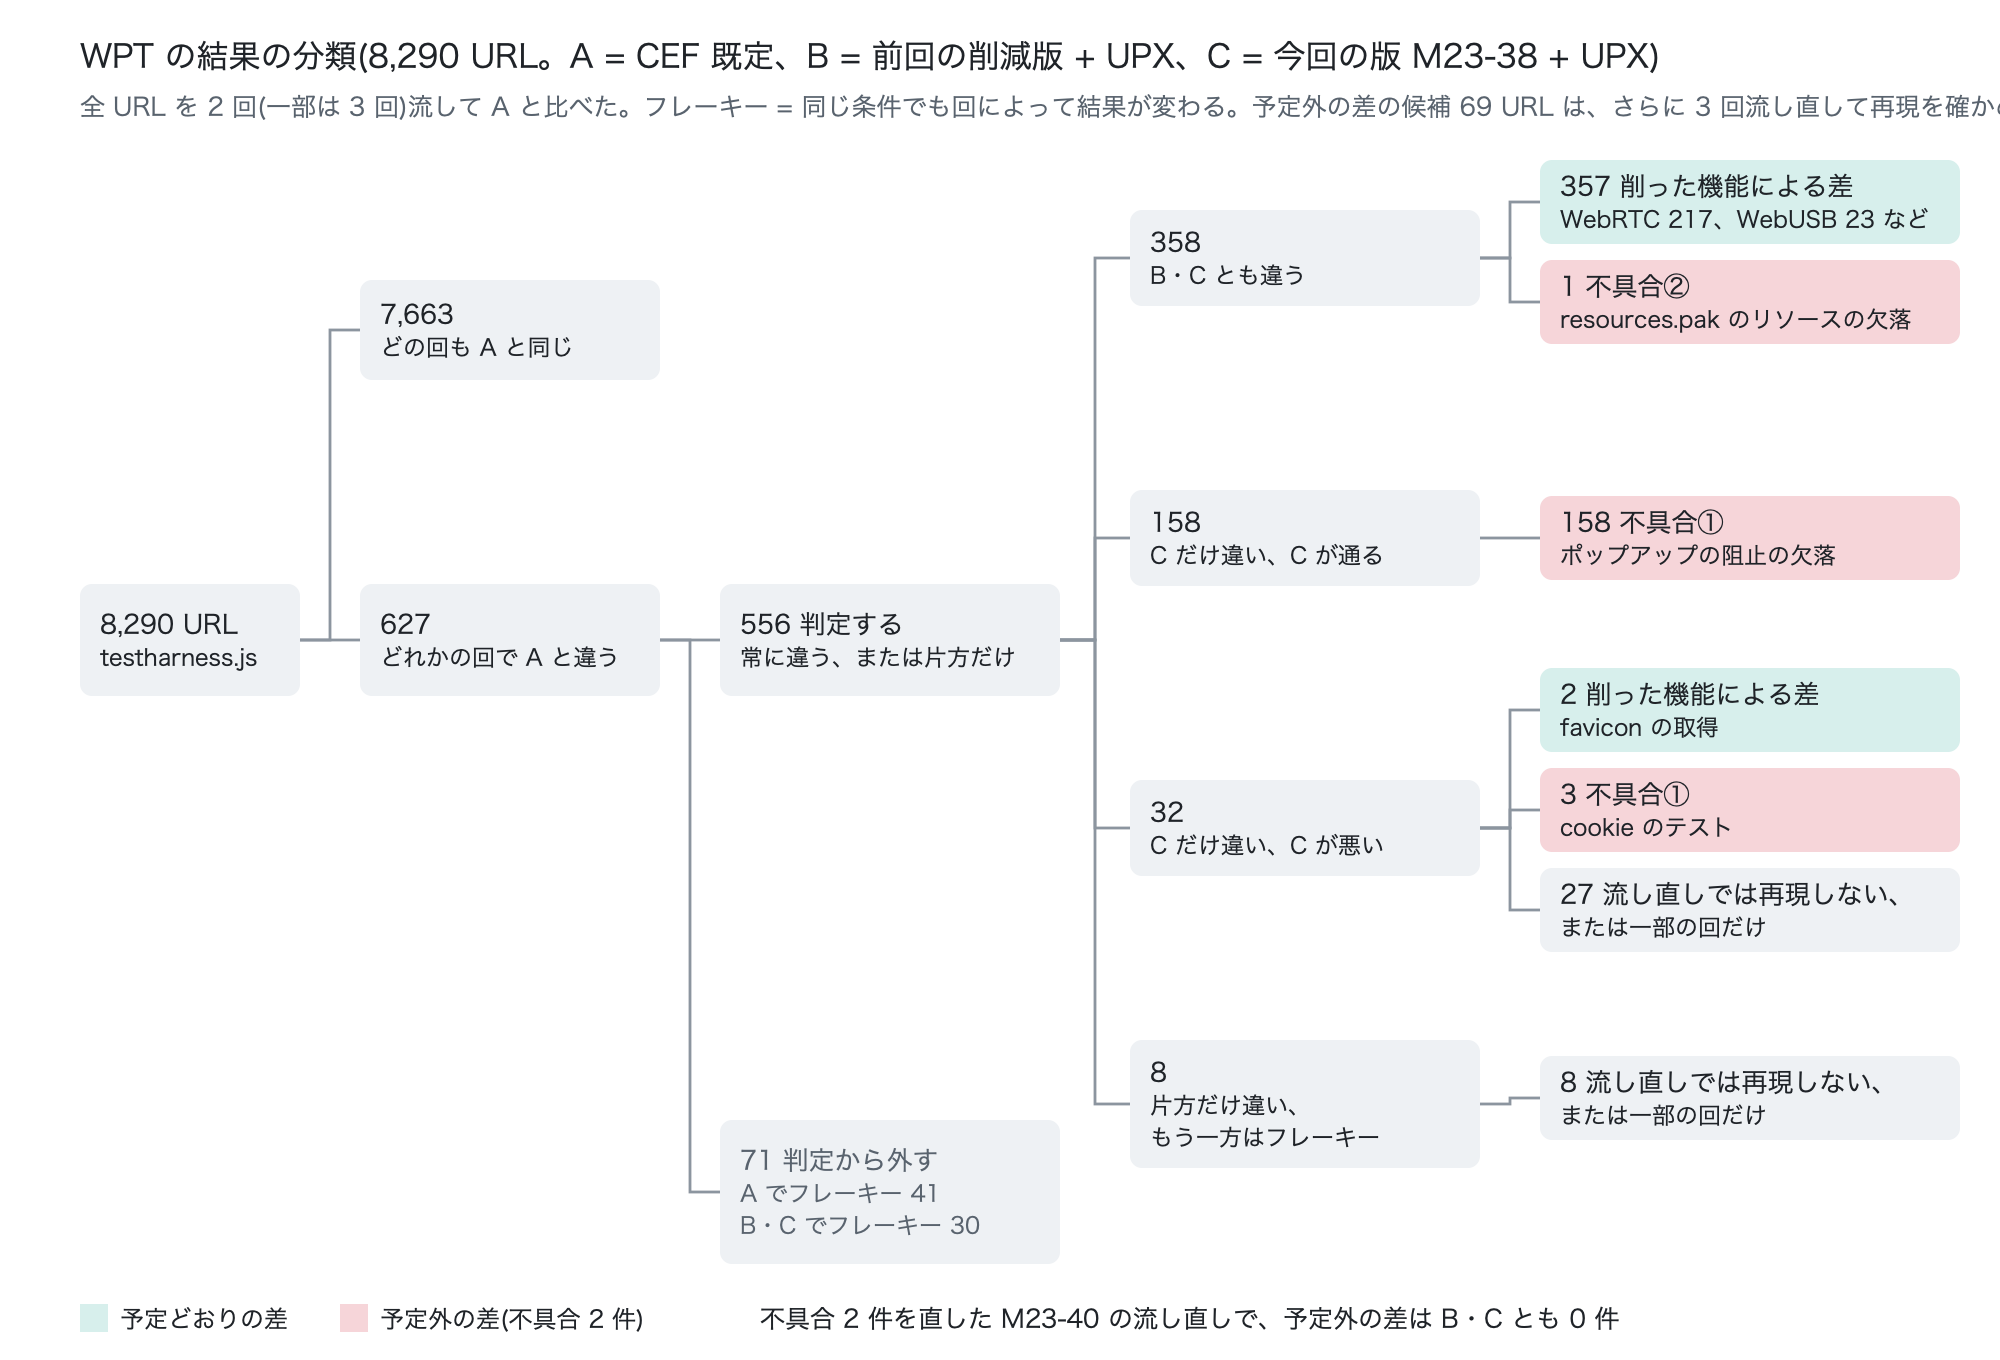 WPT の結果の分類(8,290 URL。A = CEF 既定、B = 前回の削減版 + UPX、C = 今回の版 M23-38 + UPX)
全 URL を 2 回(一部は 3 回)流して A と比べた。フレーキー = 同じ条件でも回によって結果が変わる。予定外の差の候補 69 URL は、さらに 3 回流し直して再現を確か
8,290 URL
testharness.js
7,663
どの回も A と同じ
627
どれかの回で A と違う
556 判定する
常に違う、または片方だけ
71 判定から外す
A でフレーキー 41
B・C でフレーキー 30
358
B・C とも違う
357 削った機能による差
WebRTC 217、WebUSB 23 など
1 不具合②
resources.pak のリソースの欠落
158
C だけ違い、C が通る
158 不具合①
ポップアップの阻止の欠落
32
C だけ違い、C が悪い
2 削った機能による差
favicon の取得
3 不具合①
cookie のテスト
27 流し直しでは再現しない、
または一部の回だけ
8
片方だけ違い、
もう一方はフレーキー
8 流し直しでは再現しない、
または一部の回だけ
予定どおりの差
予定外の差(不具合 2 件)
不具合 2 件を直した M23-40 の流し直しで、予定外の差は B・C とも 0 件